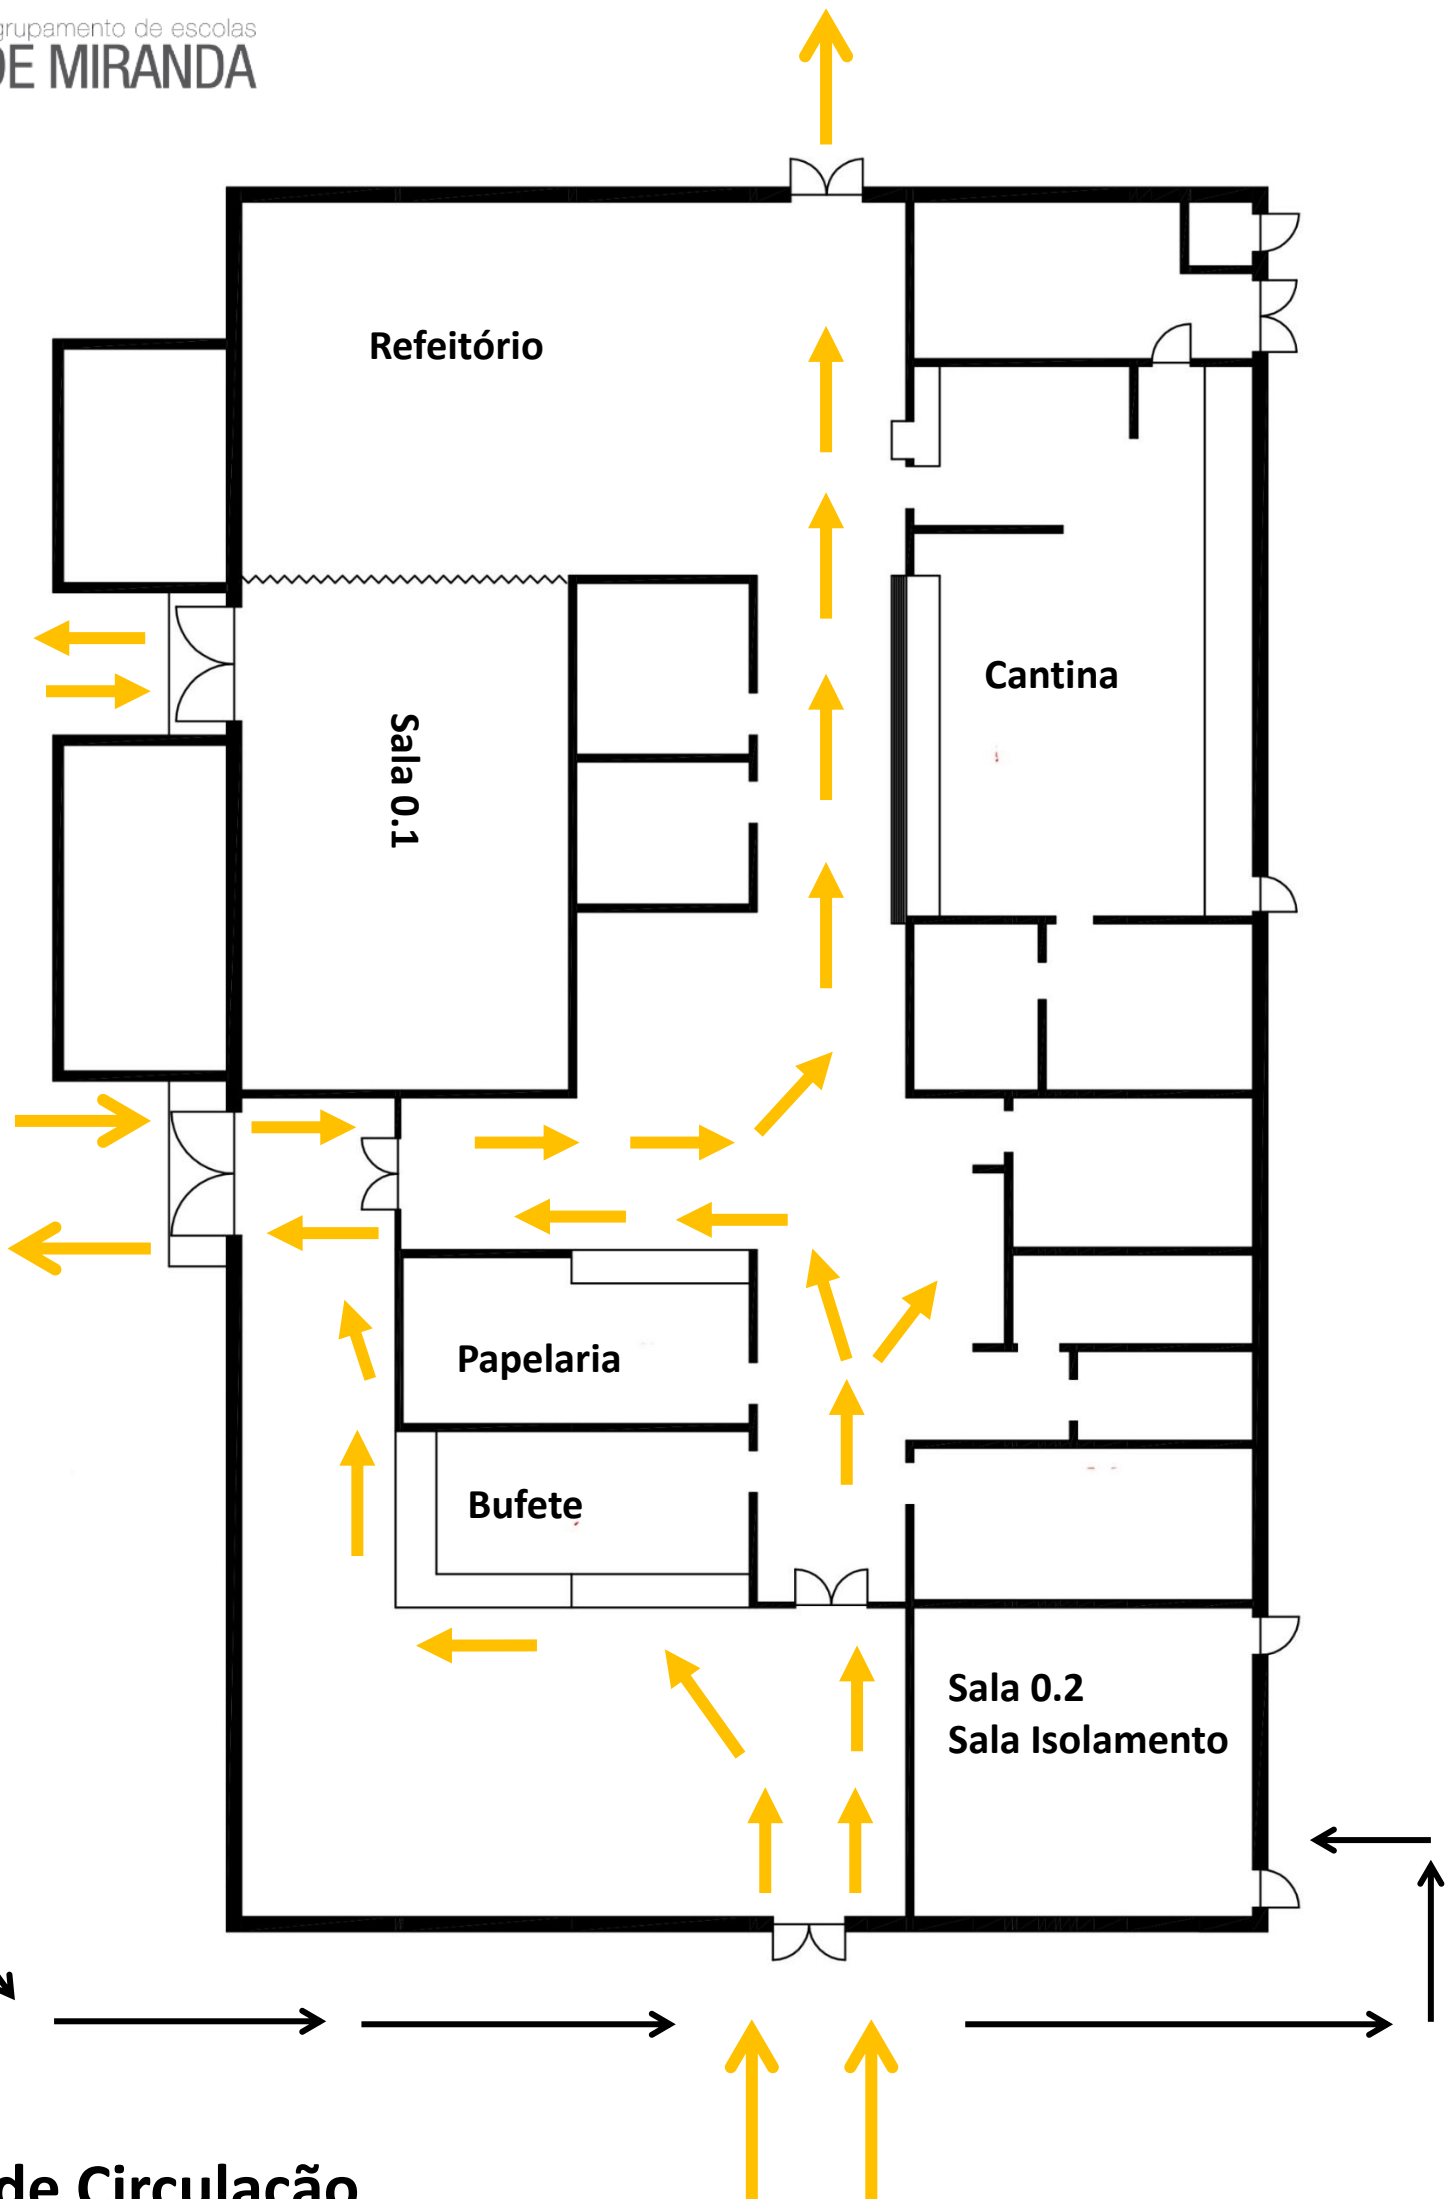 grupamento de escolas
DE MIRANDA
Refeitório
Cantina
Sala 0.1
Papelaria
Bufete
Sala 0.2
Sala Isolamento
de Circulação